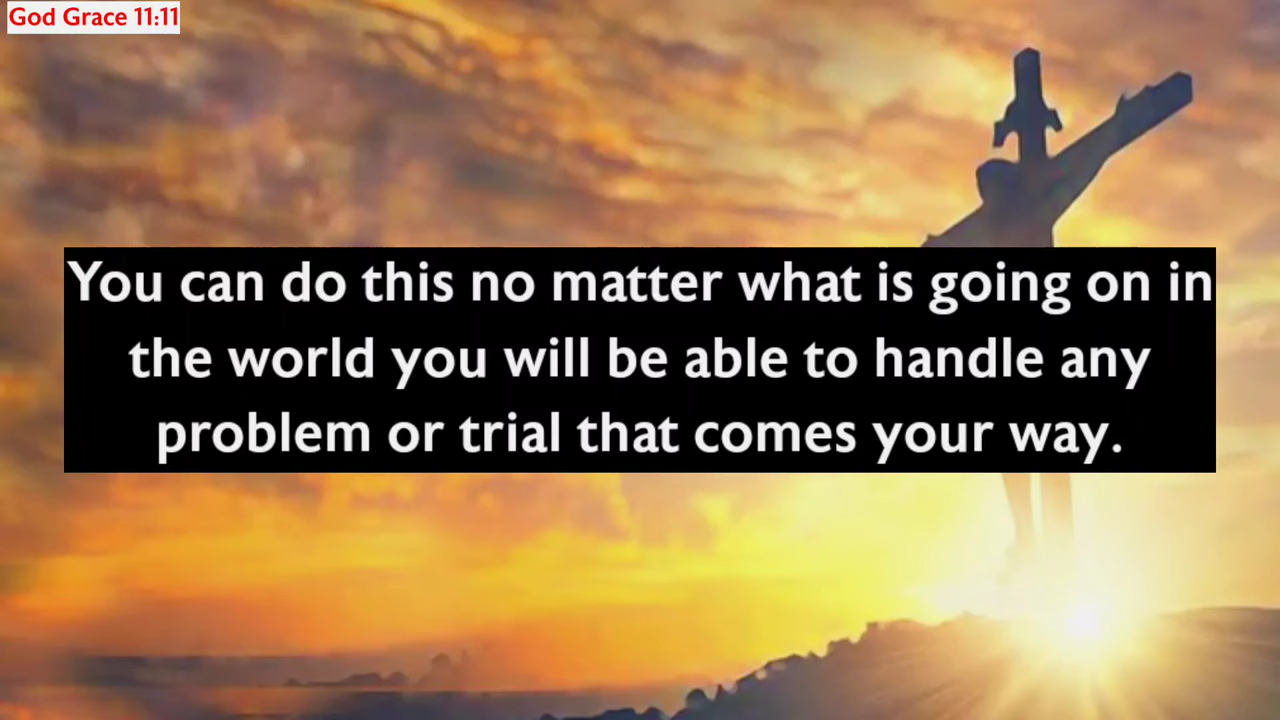 God Grace 11:11
You can do this no matter what is going on in
the world you will be able to handle any
problem or trial that comes your way.